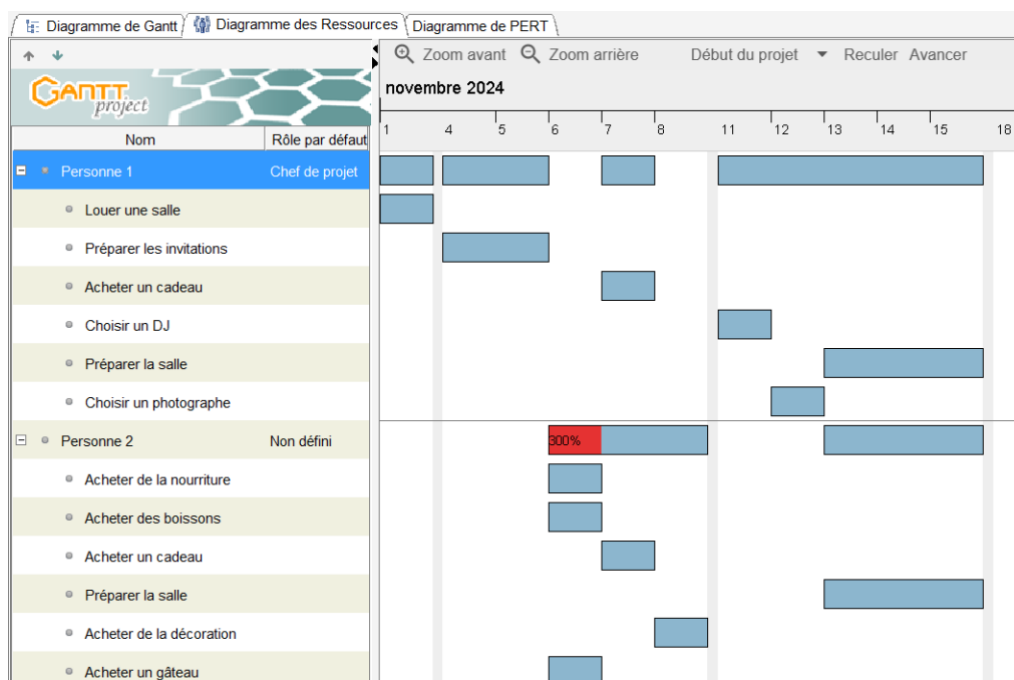 Diagramme de Gantt Diagramme des Ressources Diagramme de PERT
Zoom avant Zoom arrière Début du projet Reculer Avancer
GANTT project
novembre 2024
1 4 5 6 7 8 11 12 13 14 15 18
Nom Rôle par défaut
Personne 1 Chef de projet
Louer une salle
Préparer les invitations
Acheter un cadeau
Choisir un DJ
Préparer la salle
Choisir un photographe
Personne 2 Non défini
300%
Acheter de la nourriture
Acheter des boissons
Acheter un cadeau
Préparer la salle
Acheter de la décoration
Acheter un gâteau